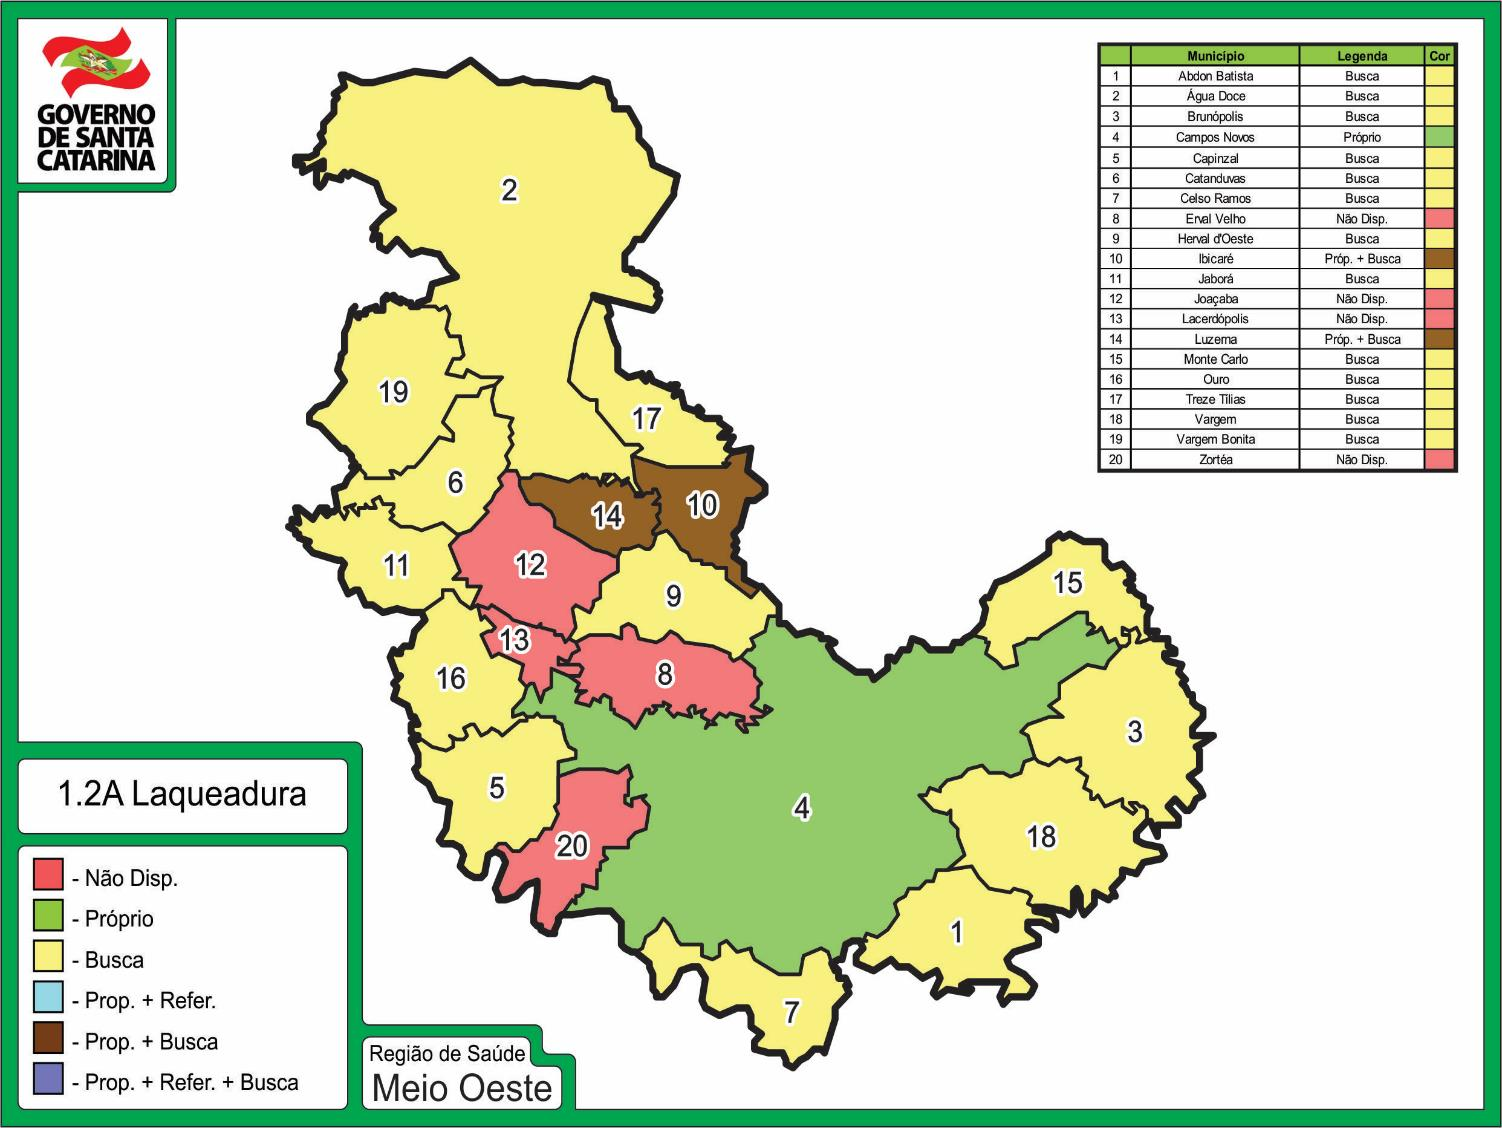 GOVERNO
DE SANTA
CATARINA
Município Legenda Cor
1 Abdon Batista Busca
2 Água Doce Busca
3 Brunópolis Busca
4 Campos Novos Próprio
5 Capinzal Busca
6 Catanduvas Busca
7 Celso Ramos Busca
8 Erval Velho Não Disp.
9 Herval d'Oeste Busca
10 Ibicaré Próp. + Busca
11 Jaborá Busca
12 Joaçaba Não Disp.
13 Lacerdópolis Não Disp.
14 Luzerna Próp. + Busca
15 Monte Carlo Busca
16 Ouro Busca
17 Treze Tílias Busca
18 Vargem Busca
19 Vargem Bonita Busca
20 Zortéa Não Disp.
2
19
17
6
10
14
11
12
9
15
13
16
8
3
5
4
18
20
1
7
1.2A Laqueadura
- Não Disp.
- Próprio
- Busca
- Prop. + Refer.
- Prop. + Busca
- Prop. + Refer. + Busca
Região de Saúde
Meio Oeste